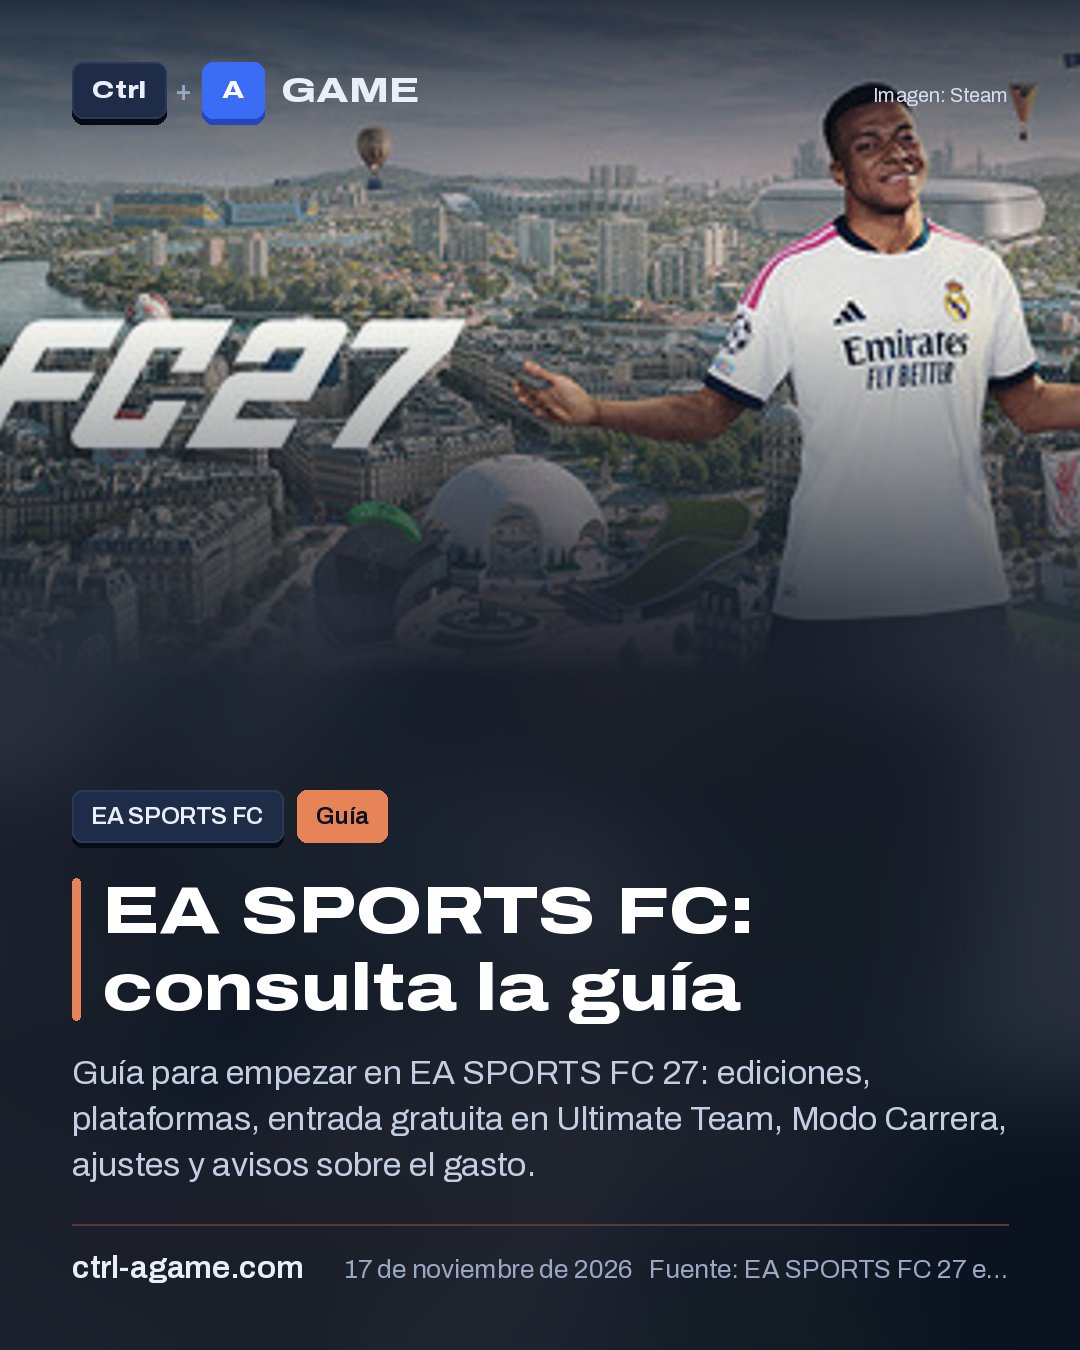 Ctrl + A GAME
Imagen: Steam
FC27
Emirates
FLY BETTER
EA SPORTS FC
Guía
EA SPORTS FC:
consulta la guía
Guía para empezar en EA SPORTS FC 27: ediciones,
plataformas, entrada gratuita en Ultimate Team, Modo Carrera,
ajustes y avisos sobre el gasto.
ctrl-agame.com
17 de noviembre de 2026
Fuente: EA SPORTS FC 27 e...